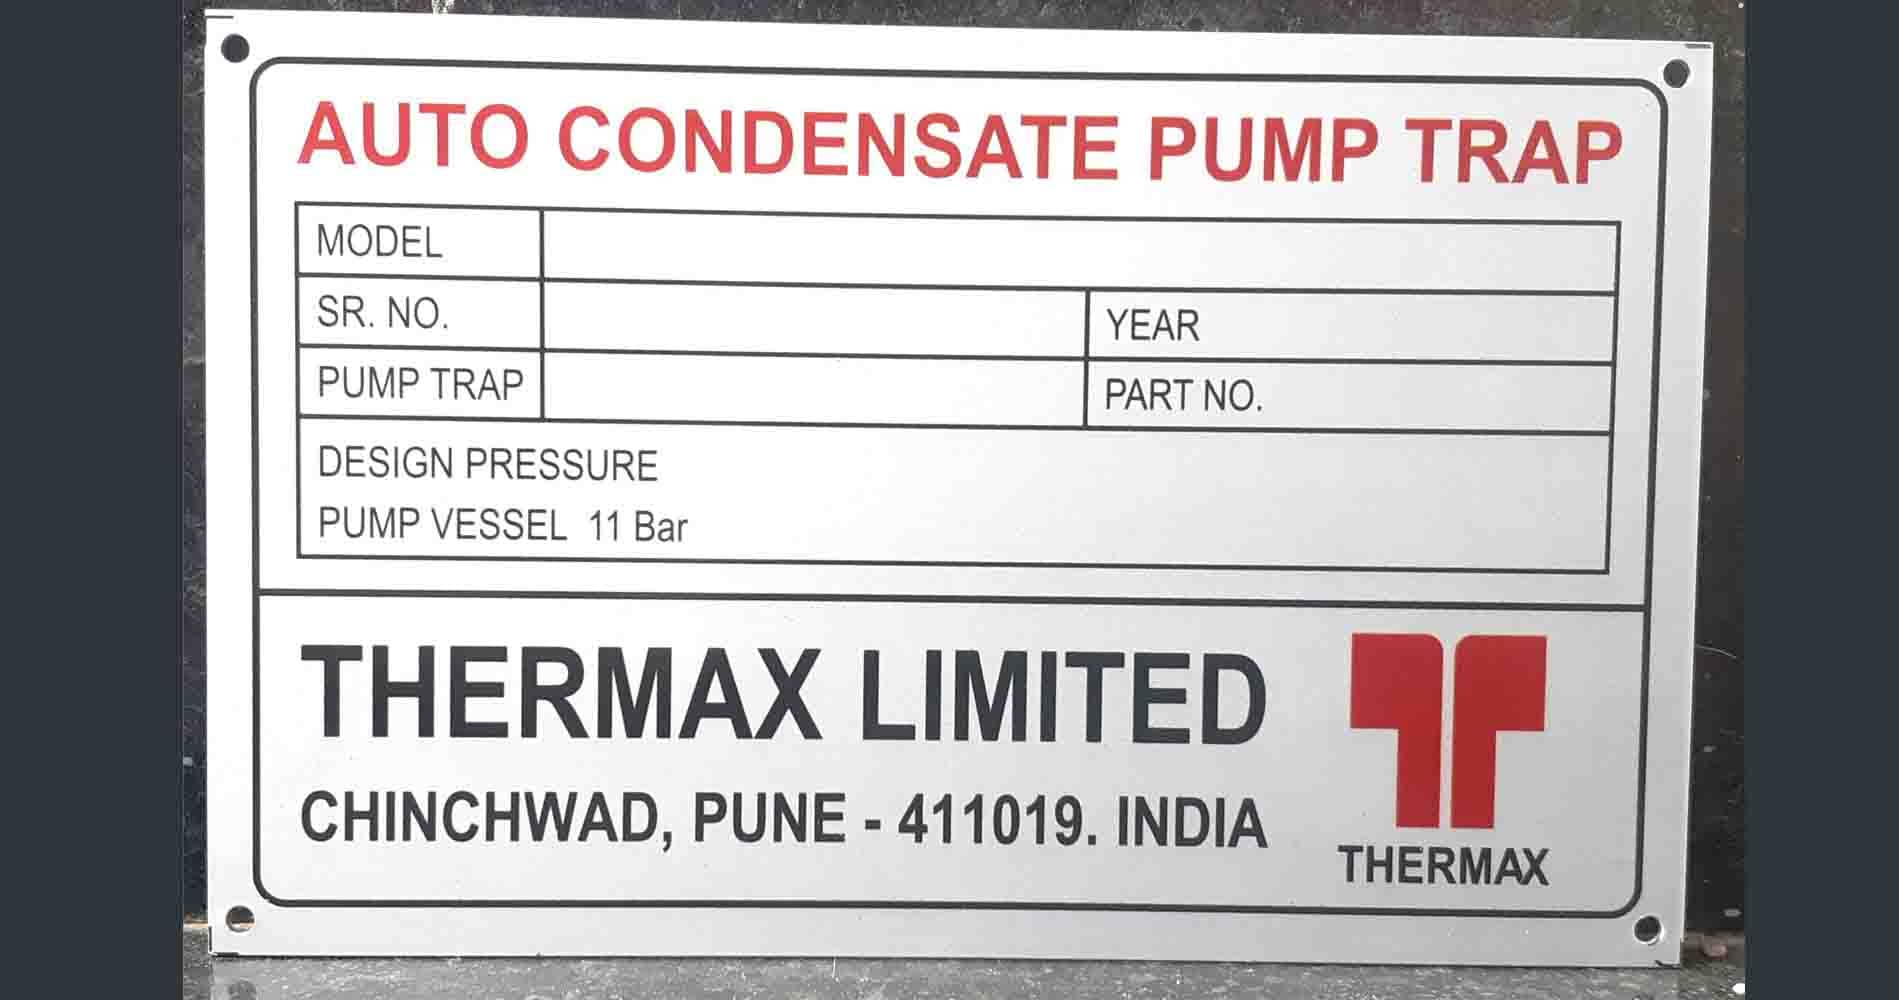 AUTO CONDENSATE PUMP TRAP
MODEL
SR. NO.
YEAR
PUMP TRAP
PART NO.
DESIGN PRESSURE
PUMP VESSEL 11 Bar
THERMAX LIMITED
CHINCHWAD, PUNE - 411019. INDIA
THERMAX